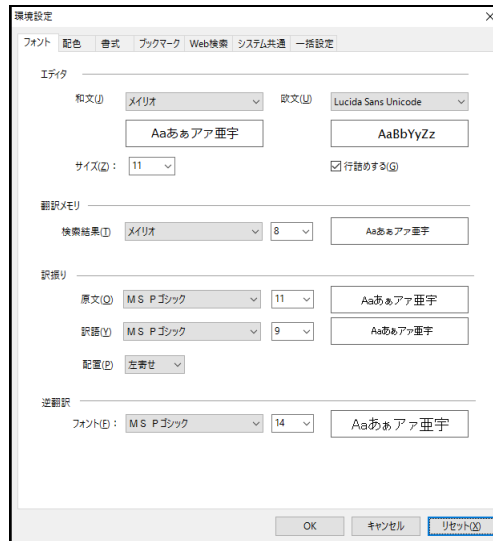 環境設定
フォント 配色 書式 ブックマーク Web検索 システム共通 一括設定
エディタ
和文(J) メイリオ 欧文(U) Lucida Sans Unicode
Aaあぁアァ亜宇 AaBbYyZz
サイズ(Z)： 11 行詰めする(G)
翻訳メモリ
検索結果(T) メイリオ 8 Aaあぁアァ亜宇
訳振り
原文(O) ＭＳ Ｐゴシック 11 Aaあぁアァ亜宇
訳語(Y) ＭＳ Ｐゴシック 9 Aaあぁアァ亜宇
配置(P) 左寄せ
逆翻訳
フォント(F)： ＭＳ Ｐゴシック 14 Aaあぁアァ亜宇
OK キャンセル リセット(X)